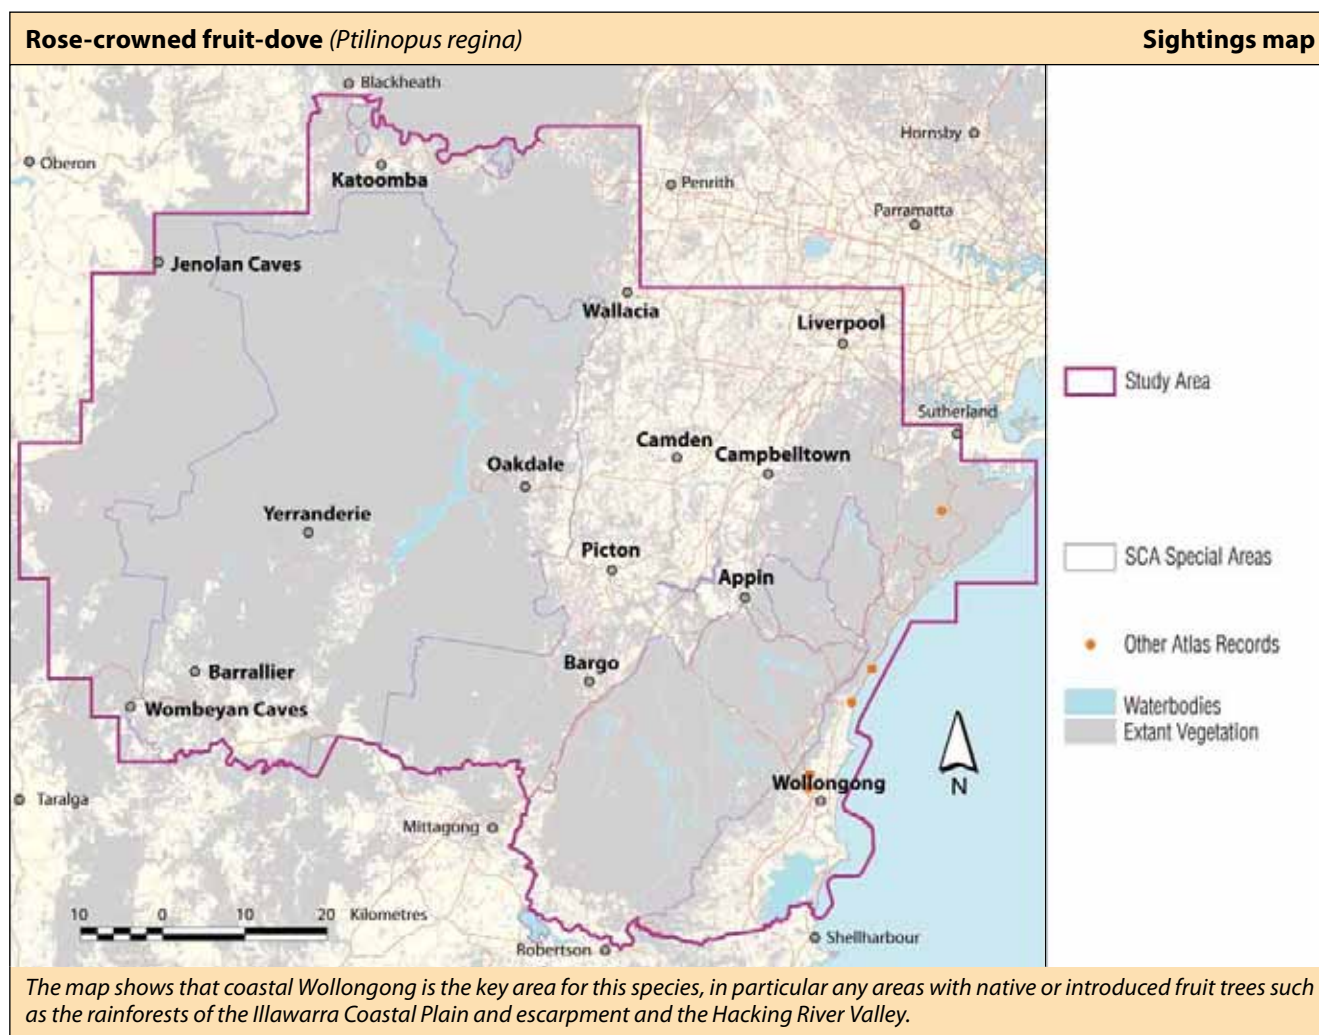 Rose-crowned fruit-dove (Ptilinopus regina) Sightings map
Blackheath
Hornsby
Oberon
Katoomba
Penrith
Parramatta
Jenolan Caves
Wallacia
Liverpool
Study Area
Sutherland
Camden
Campbelltown
Oakdale
Yerranderie
Picton
SCA Special Areas
Appin
Other Atlas Records
Bargo
Barrallier
Waterbodies
Wombeyan Caves
Extant Vegetation
Wollongong
N
Taralga
Mittagong
10 0 10 20 Kilometres
Shellharbour
Robertson
The map shows that coastal Wollongong is the key area for this species, in particular any areas with native or introduced fruit trees such
as the rainforests of the Illawarra Coastal Plain and escarpment and the Hacking River Valley.